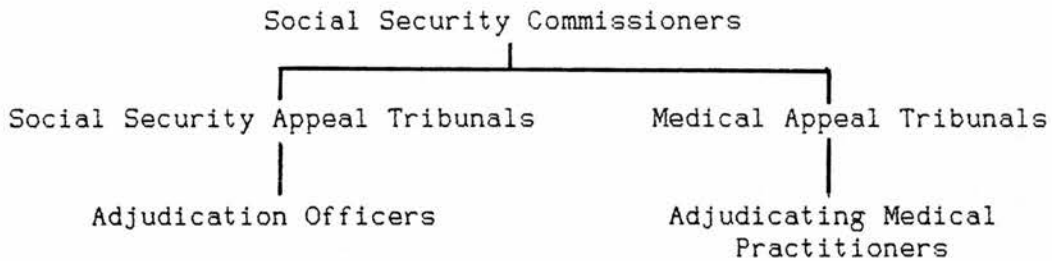 Social Security Commissioners
Social Security Appeal Tribunals
Medical Appeal Tribunals
Adjudication Officers
Adjudicating Medical
Practitioners